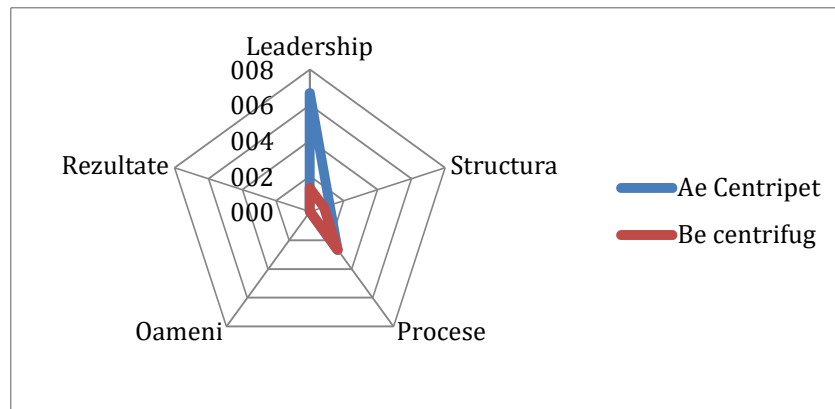 Leadership
008
006
004
002
000
Rezultate
Structura
Oameni
Procese
Ae Centripet
Be centrifug